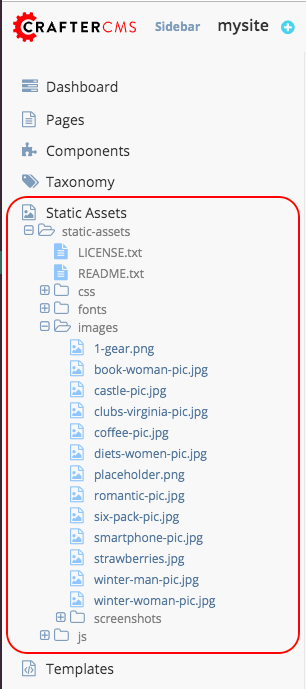 CRAFTERCMS Sidebar mysite
Dashboard
Pages
Components
Taxonomy
Static Assets
static-assets
LICENSE.txt
README.txt
css
fonts
images
1-gear.png
book-woman-pic.jpg
castle-pic.jpg
clubs-virginia-pic.jpg
coffee-pic.jpg
diets-women-pic.jpg
placeholder.png
romantic-pic.jpg
six-pack-pic.jpg
smartphone-pic.jpg
strawberries.jpg
winter-man-pic.jpg
winter-woman-pic.jpg
screenshots
js
Templates